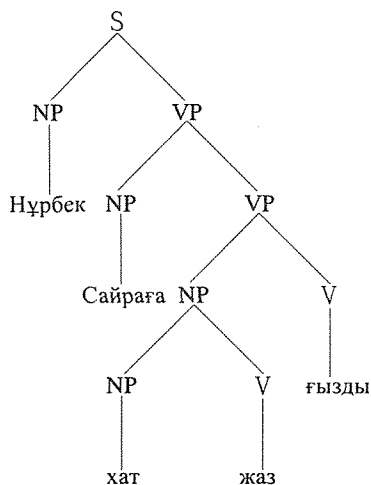 S
NP VP
Нұрбек NP VP
Сайраға NP V
NP V ғызды
хат жаз